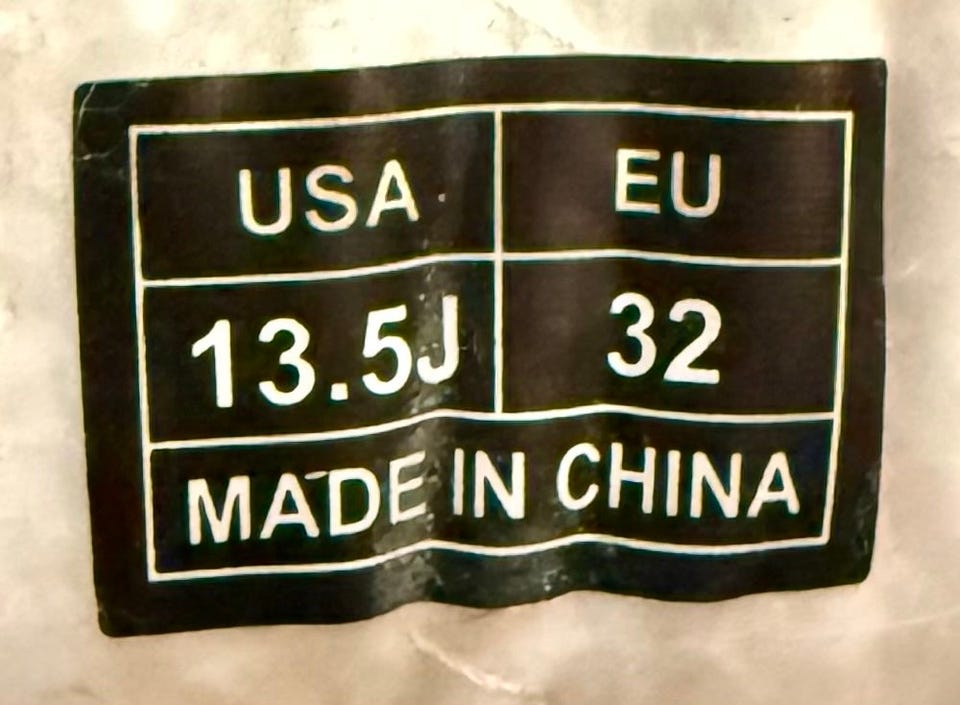 USA EU
13.5J 32
MADE IN CHINA